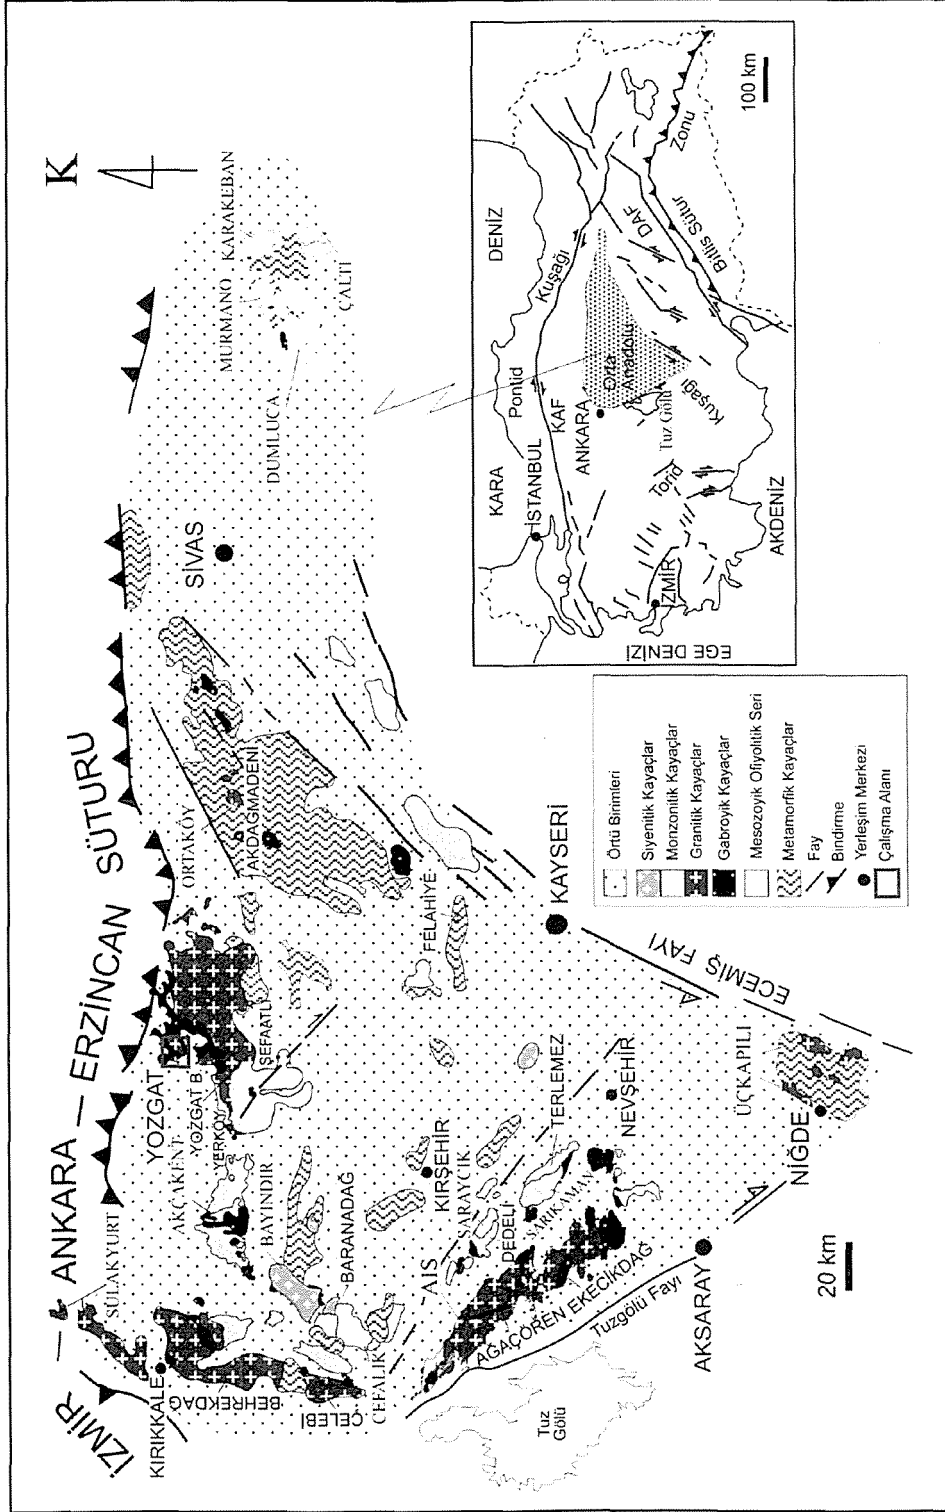 K
İZMİR — ANKARA — ERZİNCAN SÜTURU
SULAKYURT
KIRIKKALE
BEHREKDAĞ
ÇELEBİ
CEFALIK
AKÇAKENT
BAYINDIR
BARANADAĞ
YOZGAT
YOZGAT B.
YERKÖY
ŞEFAATLİ
ORTAKÖY
AKDAĞMADENİ
SİVAS
DUMLUCA
MURMANO
KARAKEBAN
ÇALTI
FELAHİYE
KAYSERİ
ECEMİŞ FAYI
KIRŞEHİR
SARAYCIK
AIS
DEDELİ
SARIKAMAN
TERLEMEZ
NEVŞEHİR
AĞAÇÖREN EKECİKDAĞ
Tuzgölü Fayı
AKSARAY
Tuz
Gölü
ÜÇKAPILI
NİĞDE
20 km
Örtü Birimleri
Siyenitik Kayaçlar
Monzonitik Kayaçlar
Granitik Kayaçlar
Gabroyik Kayaçlar
Mesozoyik Ofiyolitik Seri
Metamorfik Kayaçlar
Fay
Bindirme
Yerleşim Merkezi
Çalışma Alanı
KARA
DENİZ
İSTANBUL
Pontid
Kuşağı
KAF
ANKARA
Orta
Anadolu
Tuz Gölü
DAF
Bitlis Sütur
Zonu
Torid
Kuşağı
İZMİR
EGE DENİZİ
AKDENİZ
100 km